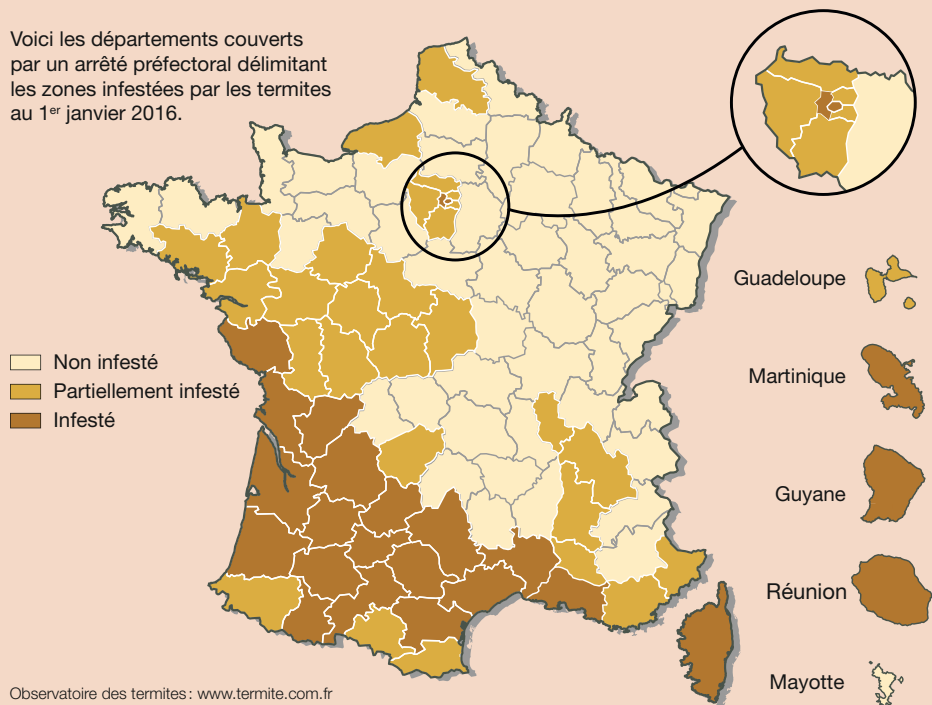 Voici les départements couverts
par un arrêté préfectoral délimitant
les zones infestées par les termites
au 1er janvier 2016.
Non infesté
Partiellement infesté
Infesté
Guadeloupe
Martinique
Guyane
Réunion
Mayotte
Observatoire des termites : www.termite.com.fr